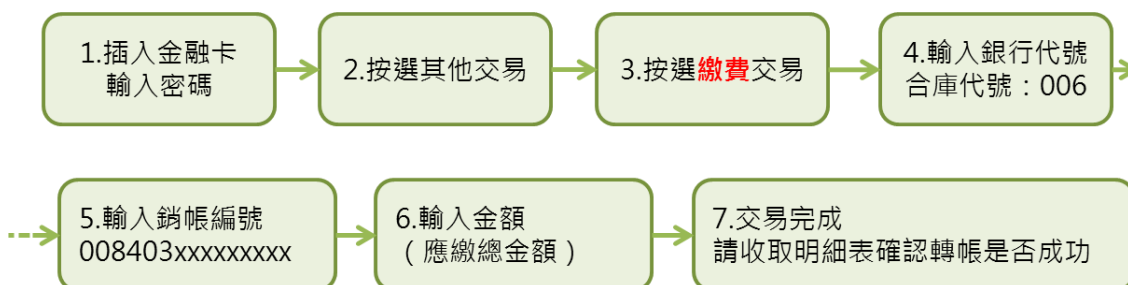 1.插入金融卡
輸入密碼
2.按選其他交易
3.按選繳費交易
4.輸入銀行代號
合庫代號：006
5.輸入銷帳編號
008403xxxxxxxxx
6.輸入金額
（應繳總金額）
7.交易完成
請收取明細表確認轉帳是否成功